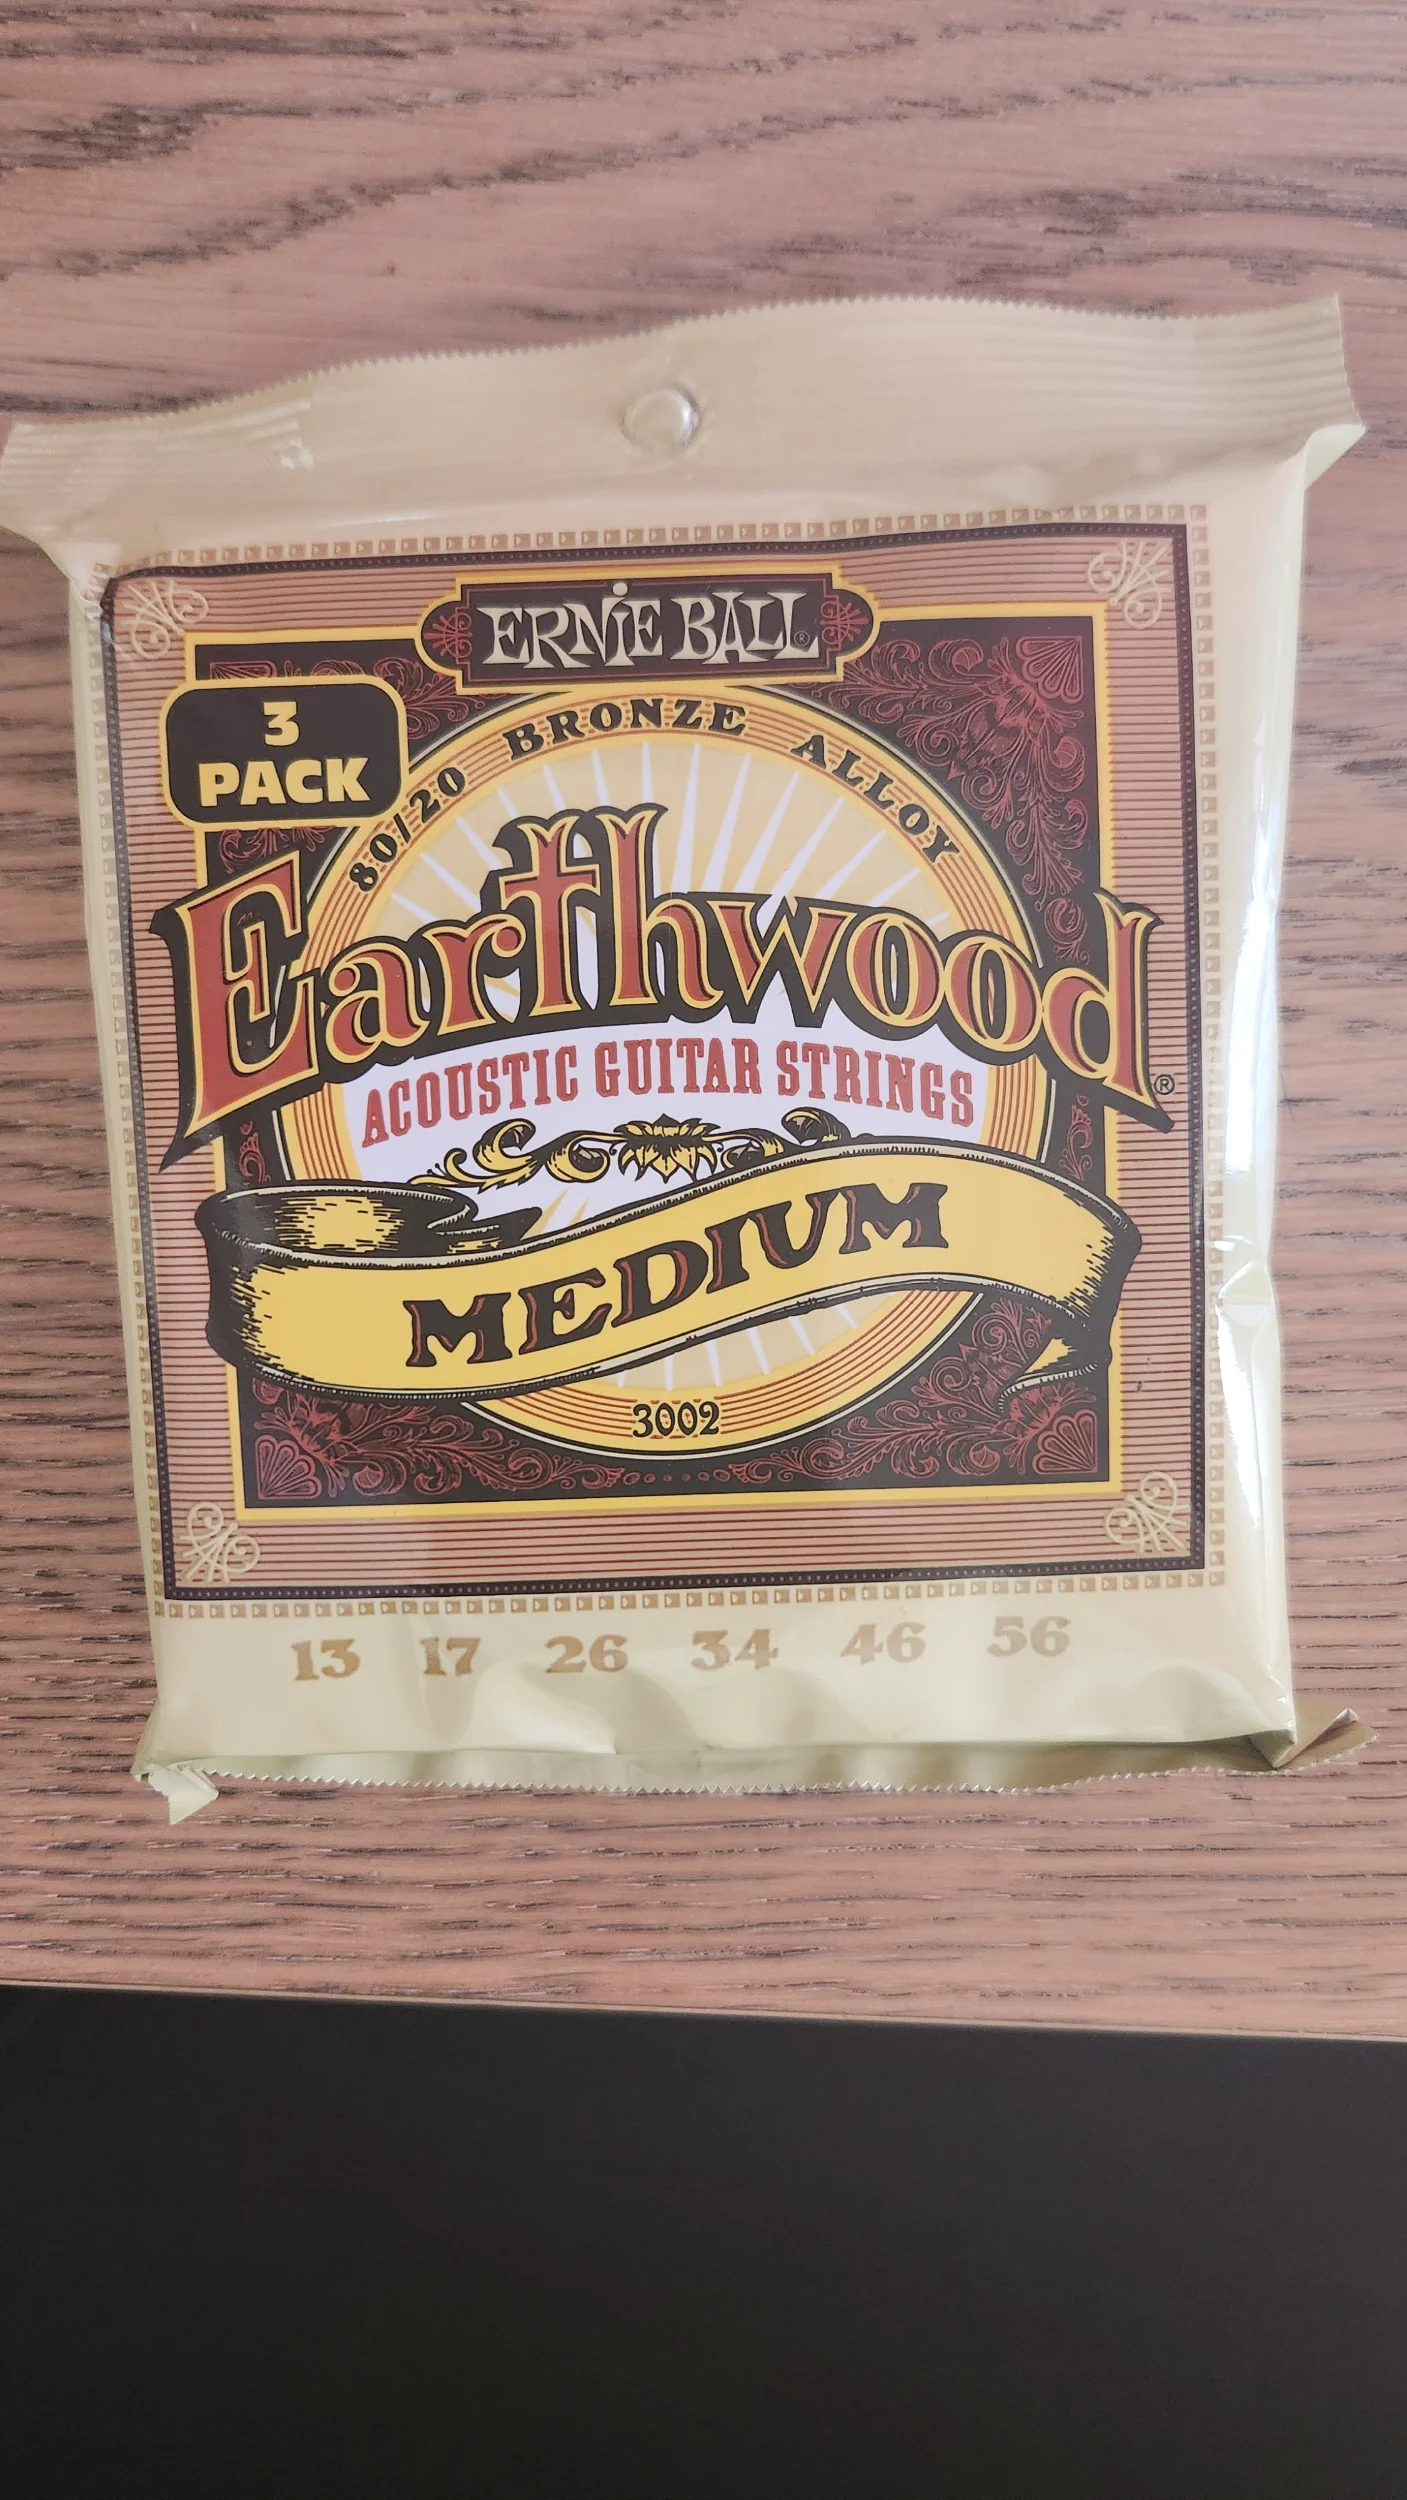 ERNIE BALL®
3
PACK
80/20 BRONZE ALLOY
Earthwood®
ACOUSTIC GUITAR STRINGS
MEDIUM
3002
13 17 26 34 46 56